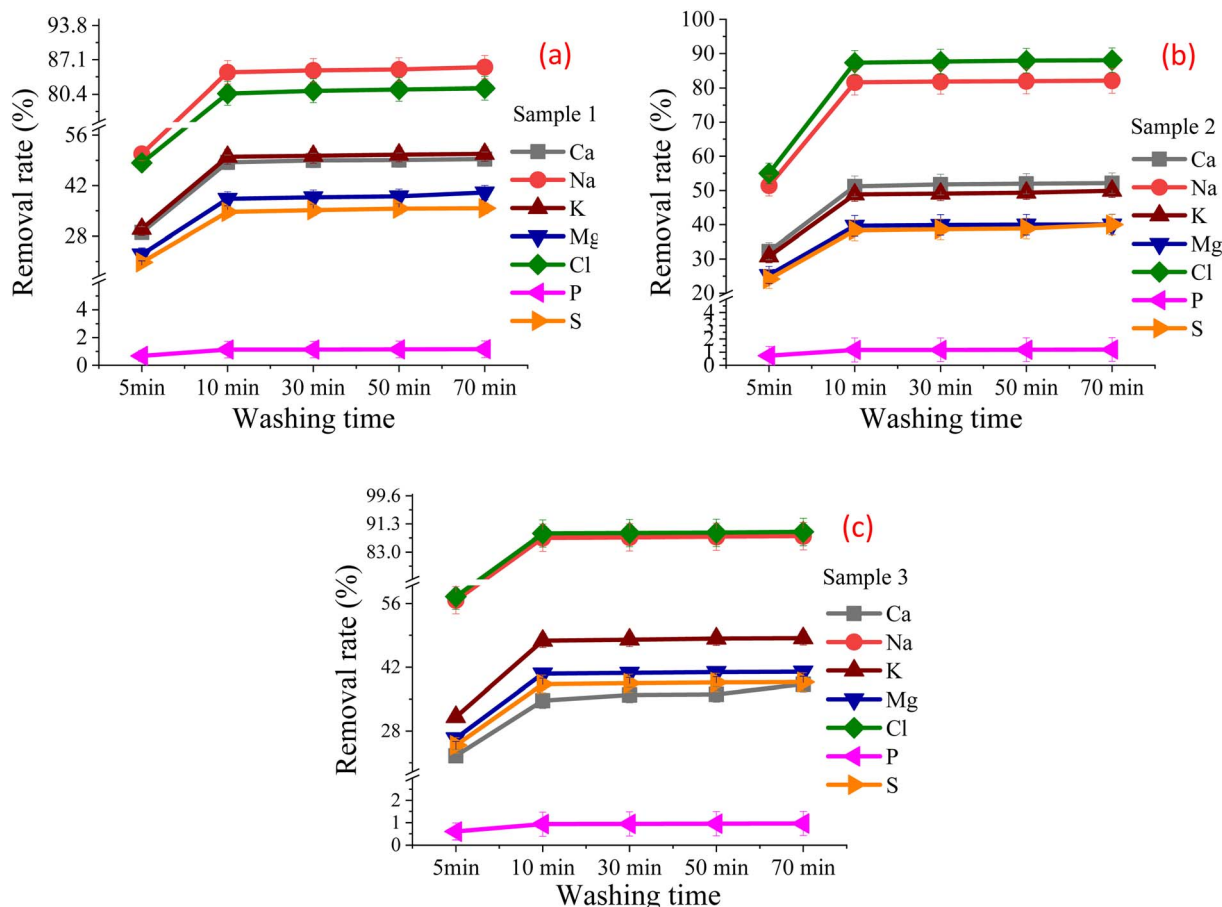 (a)
Removal rate (%)
93.8
87.1
80.4
56
42
28
4
2
0
5min 10 min 30 min 50 min 70 min
Washing time
Sample 1
Ca
Na
K
Mg
Cl
P
S
(b)
Removal rate (%)
100
90
80
70
60
50
40
30
20
4
3
2
1
0
5min 10 min 30 min 50 min 70 min
Washing time
Sample 2
Ca
Na
K
Mg
Cl
P
S
(c)
Removal rate (%)
99.6
91.3
83.0
56
42
28
2
1
0
5min 10 min 30 min 50 min 70 min
Washing time
Sample 3
Ca
Na
K
Mg
Cl
P
S